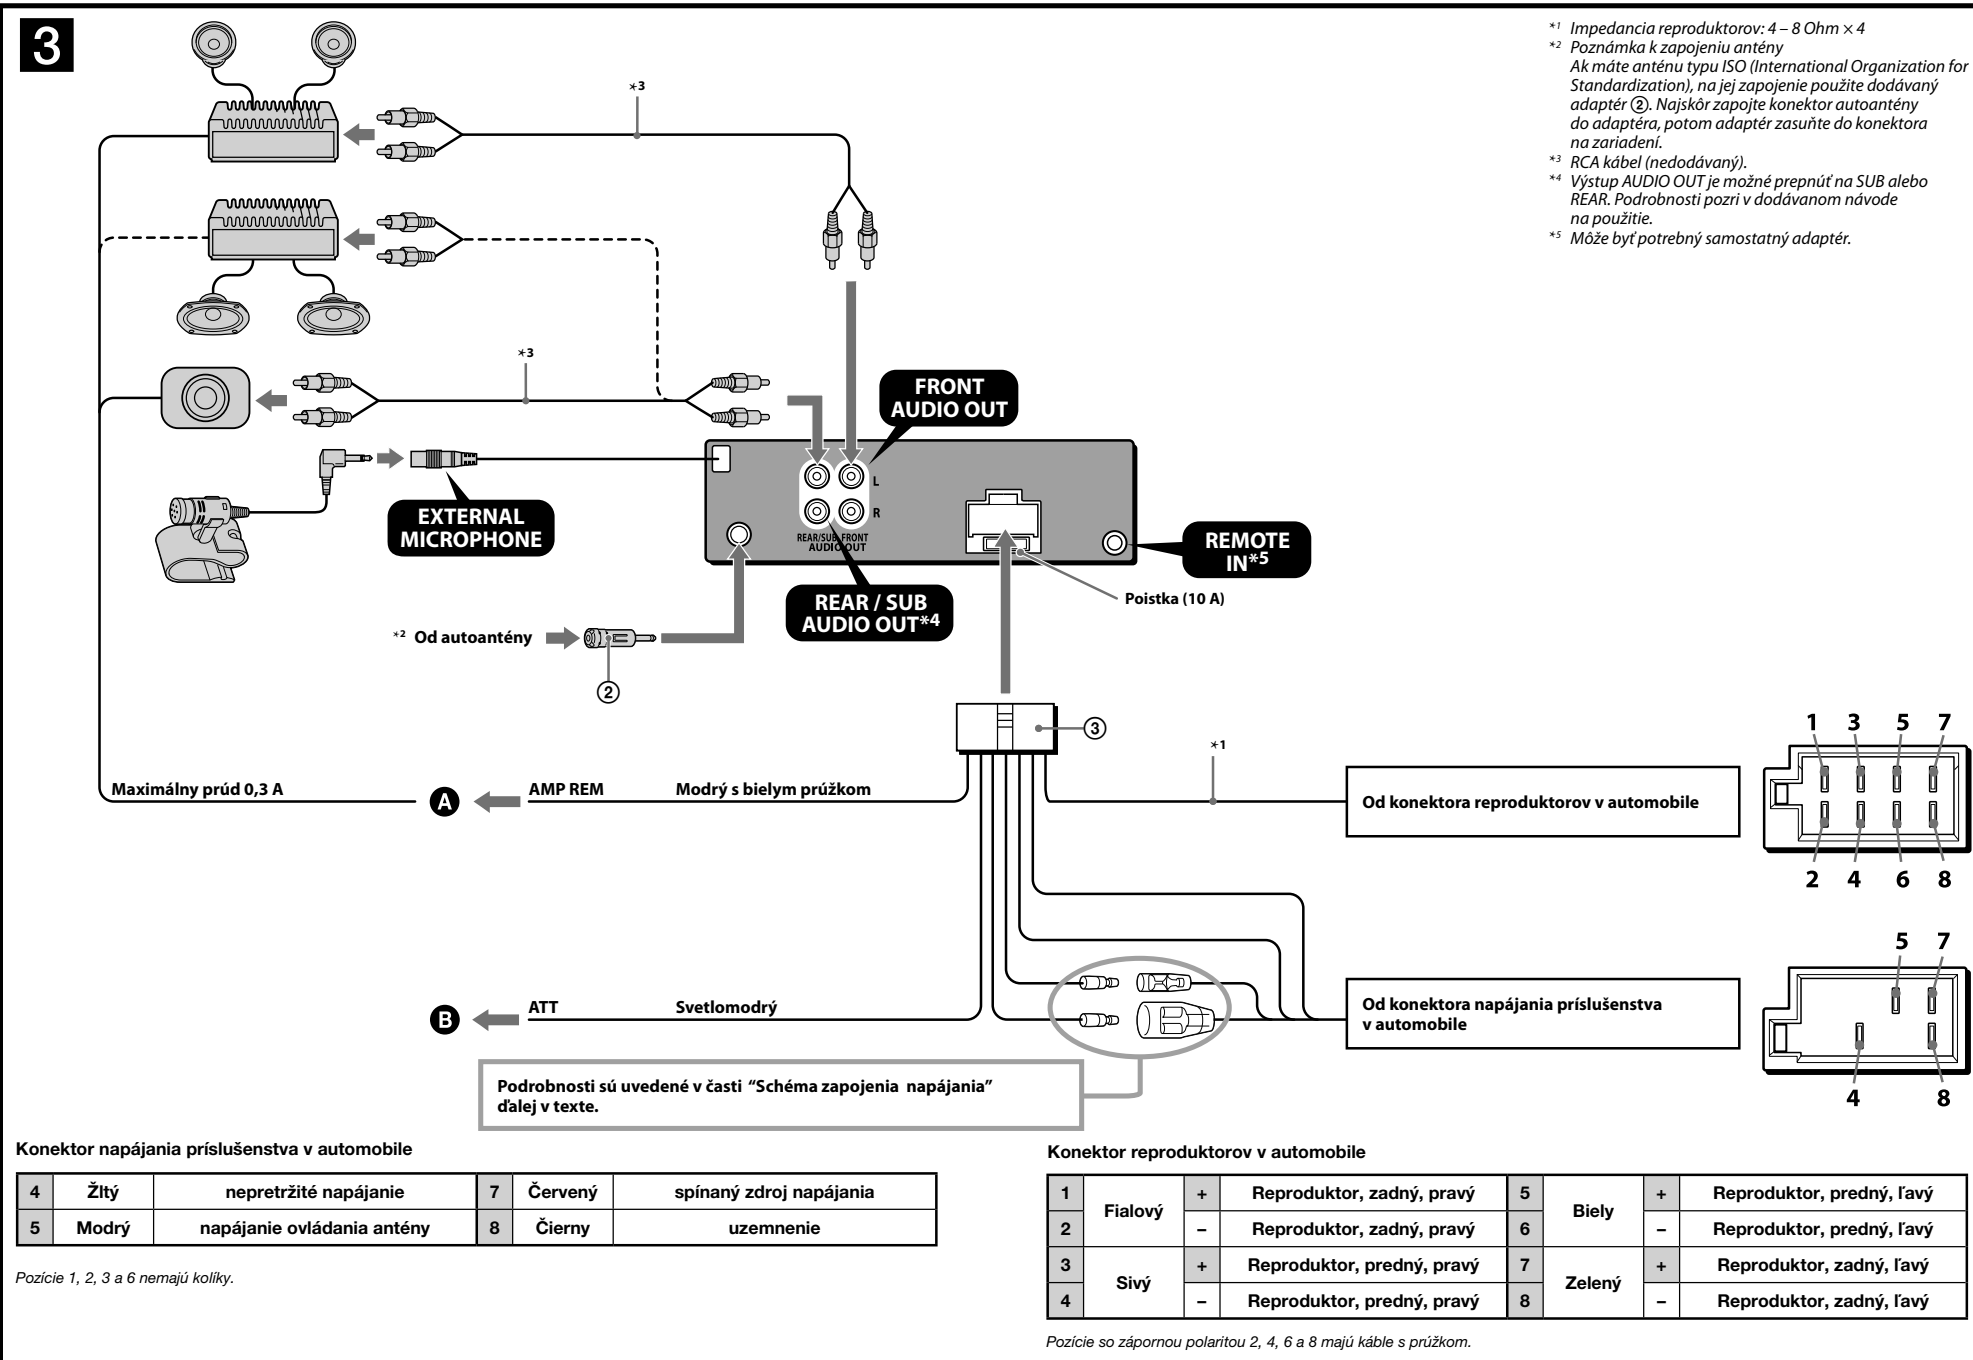 3
*1 Impedancia reproduktorov: 4 – 8 Ohm × 4
*2 Poznámka k zapojeniu antény
Ak máte anténu typu ISO (International Organization for
Standardization), na jej zapojenie použite dodávaný
adaptér ②. Najskôr zapojte konektor autoantény
do adaptéra, potom adaptér zasuňte do konektora
na zariadení.
*3 RCA kábel (nedodávaný).
*4 Výstup AUDIO OUT je možné prepnúť na SUB alebo
REAR. Podrobnosti pozri v dodávanom návode
na použitie.
*5 Môže byť potrebný samostatný adaptér.
*3
*3
FRONT
AUDIO OUT
EXTERNAL
MICROPHONE
L
R
REAR/SUB FRONT
AUDIO OUT
REMOTE
IN*5
REAR / SUB
AUDIO OUT*4
Poistka (10 A)
*2 Od autoantény
②
③
*1
Maximálny prúd 0,3 A
A
AMP REM
Modrý s bielym prúžkom
Od konektora reproduktorov v automobile
1 3 5 7
2 4 6 8
B
ATT
Svetlomodrý
Od konektora napájania príslušenstva
v automobile
5 7
4 8
Podrobnosti sú uvedené v časti “Schéma zapojenia napájania”
ďalej v texte.
Konektor napájania príslušenstva v automobile
4 Žltý nepretržité napájanie 7 Červený spínaný zdroj napájania
5 Modrý napájanie ovládania antény 8 Čierny uzemnenie
Pozície 1, 2, 3 a 6 nemajú kolíky.
Konektor reproduktorov v automobile
1 Fialový + Reproduktor, zadný, pravý 5 Biely + Reproduktor, predný, ľavý
2 – Reproduktor, zadný, pravý 6 – Reproduktor, predný, ľavý
3 Sivý + Reproduktor, predný, pravý 7 Zelený + Reproduktor, zadný, ľavý
4 – Reproduktor, predný, pravý 8 – Reproduktor, zadný, ľavý
Pozície so zápornou polaritou 2, 4, 6 a 8 majú káble s prúžkom.